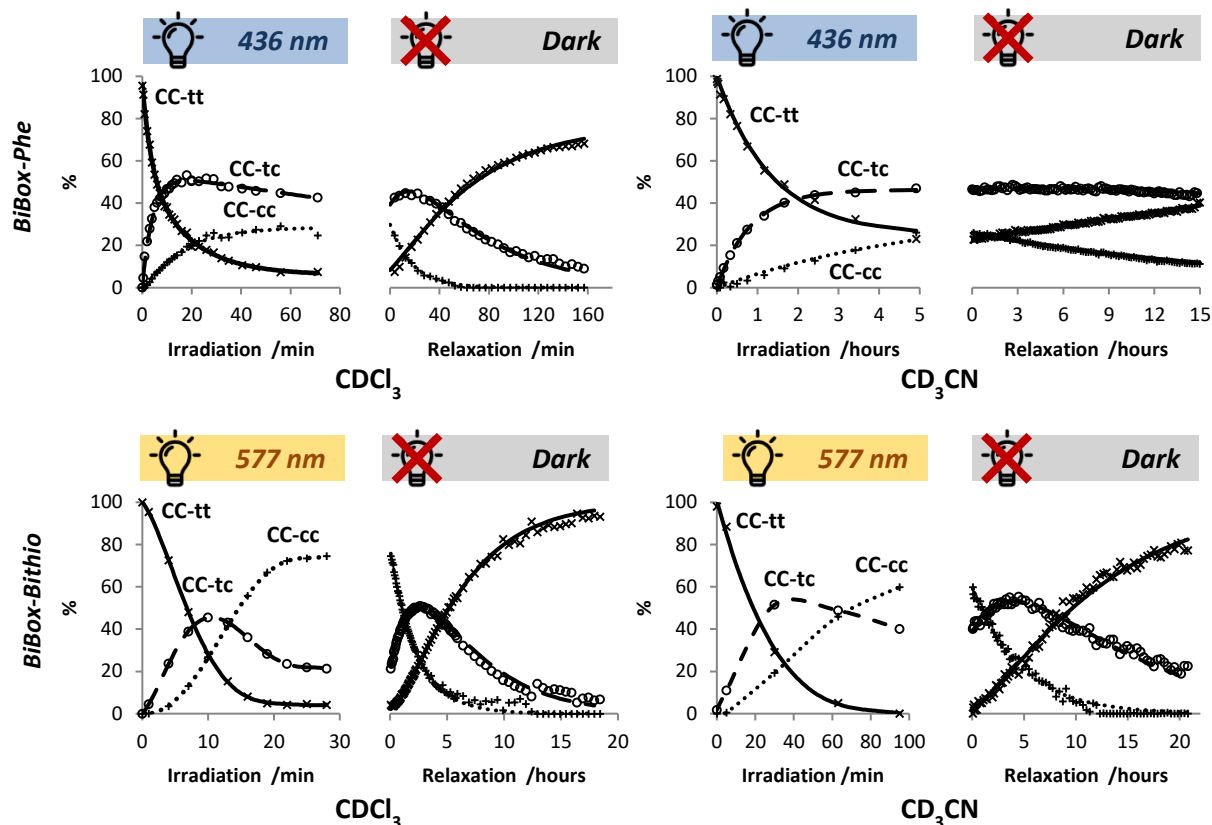 436 nm
Dark
436 nm
Dark
BiBox-Phe
%
100
80
60
40
20
0
CC-tt
CC-tc
CC-cc
0 20 40 60 80
Irradiation /min
0 40 80 120 160
Relaxation /min
CDCl3
%
100
80
60
40
20
0
CC-tt
CC-tc
CC-cc
0 1 2 3 4 5
Irradiation /hours
0 3 6 9 12 15
Relaxation /hours
CD3CN
577 nm
Dark
577 nm
Dark
BiBox-Bithio
%
100
80
60
40
20
0
CC-tt
CC-cc
CC-tc
0 10 20 30
Irradiation /min
0 5 10 15 20
Relaxation /hours
CDCl3
%
100
80
60
40
20
0
CC-tt
CC-tc
CC-cc
0 20 40 60 80 100
Irradiation /min
0 5 10 15 20
Relaxation /hours
CD3CN